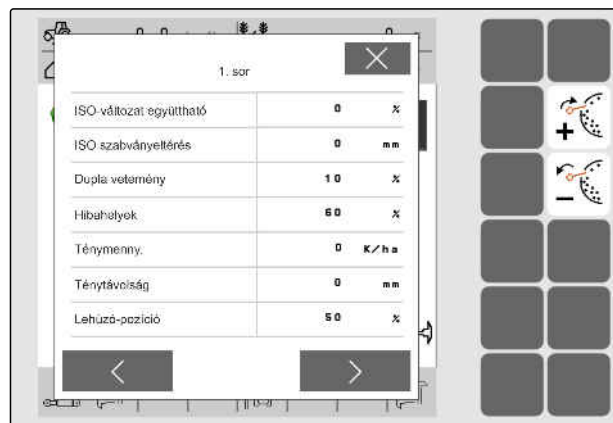 1. sor
ISO-változat együttható 0 %
ISO szabványeltérés 0 mm
Dupla vetemény 10 %
Hibahelyek 60 %
Ténymenny. 0 K/ha
Ténytávolság 0 mm
Lehúzó-pozíció 50 %